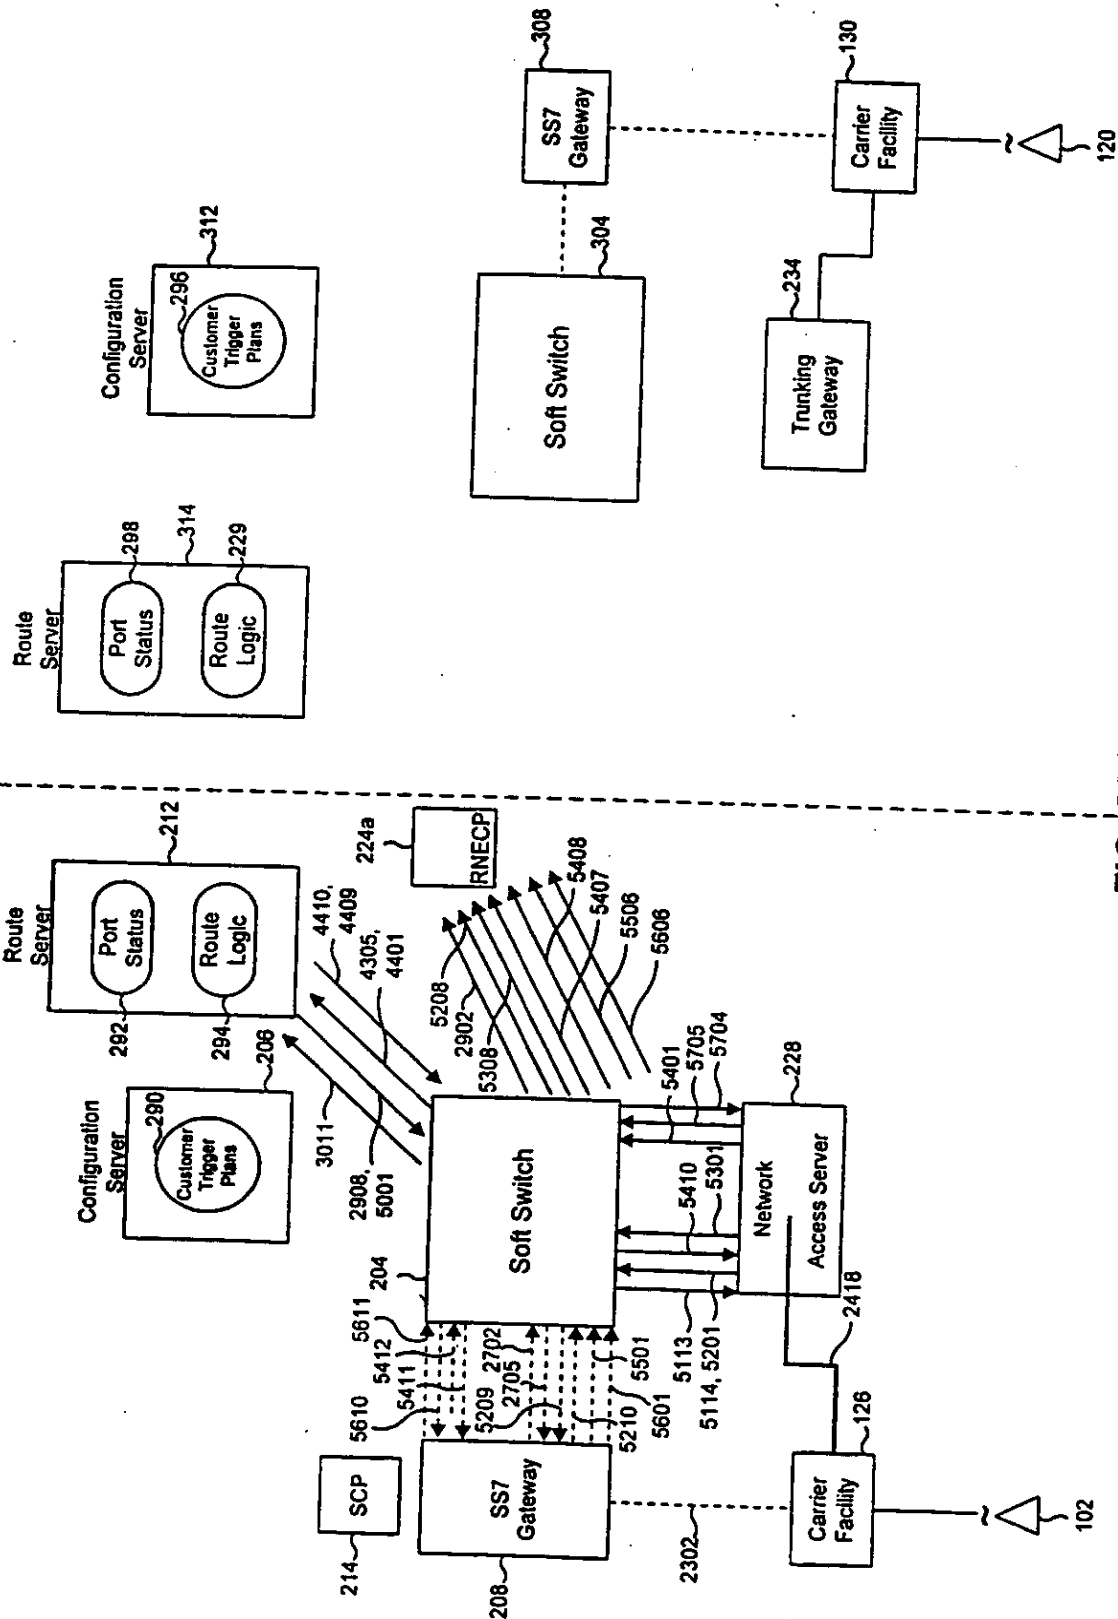 Route
Server
212
Port
Status
292
Route
Logic
294
Configuration
Server
206
290
Customer
Trigger
Plans
4410,
4409
4305,
4401
3011
2908,
5001
224a
RNECP
5208
2902
5308
5408
5407
5506
5606
SCP
214
SS7
Gateway
208
5611
5412
5411
5610
204
Soft Switch
2702
2705
5209
5210
5501
5601
5401
5705
5704
5410
5301
5113
5114, 5201
228
Network
Access Server
2418
2302
Carrier
Facility
126
102
Route
Server
314
Port
Status
298
Route
Logic
229
Configuration
Server
312
296
Customer
Trigger
Plans
Soft Switch
304
SS7
Gateway
308
Trunking
Gateway
234
Carrier
Facility
130
120